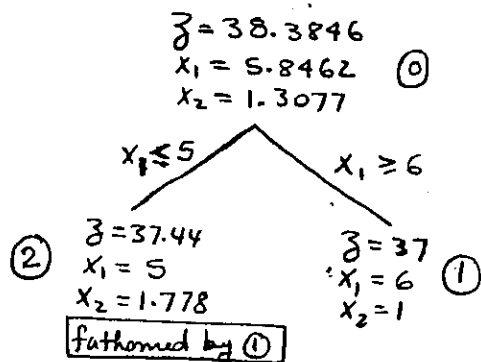 z = 38.3846
x₁ = 5.8462
x₂ = 1.3077
0
x₁ ≤ 5
x₁ ≥ 6
2
z = 37.44
x₁ = 5
x₂ = 1.778
fathomed by ①
z = 37
x₁ = 6
x₂ = 1
1